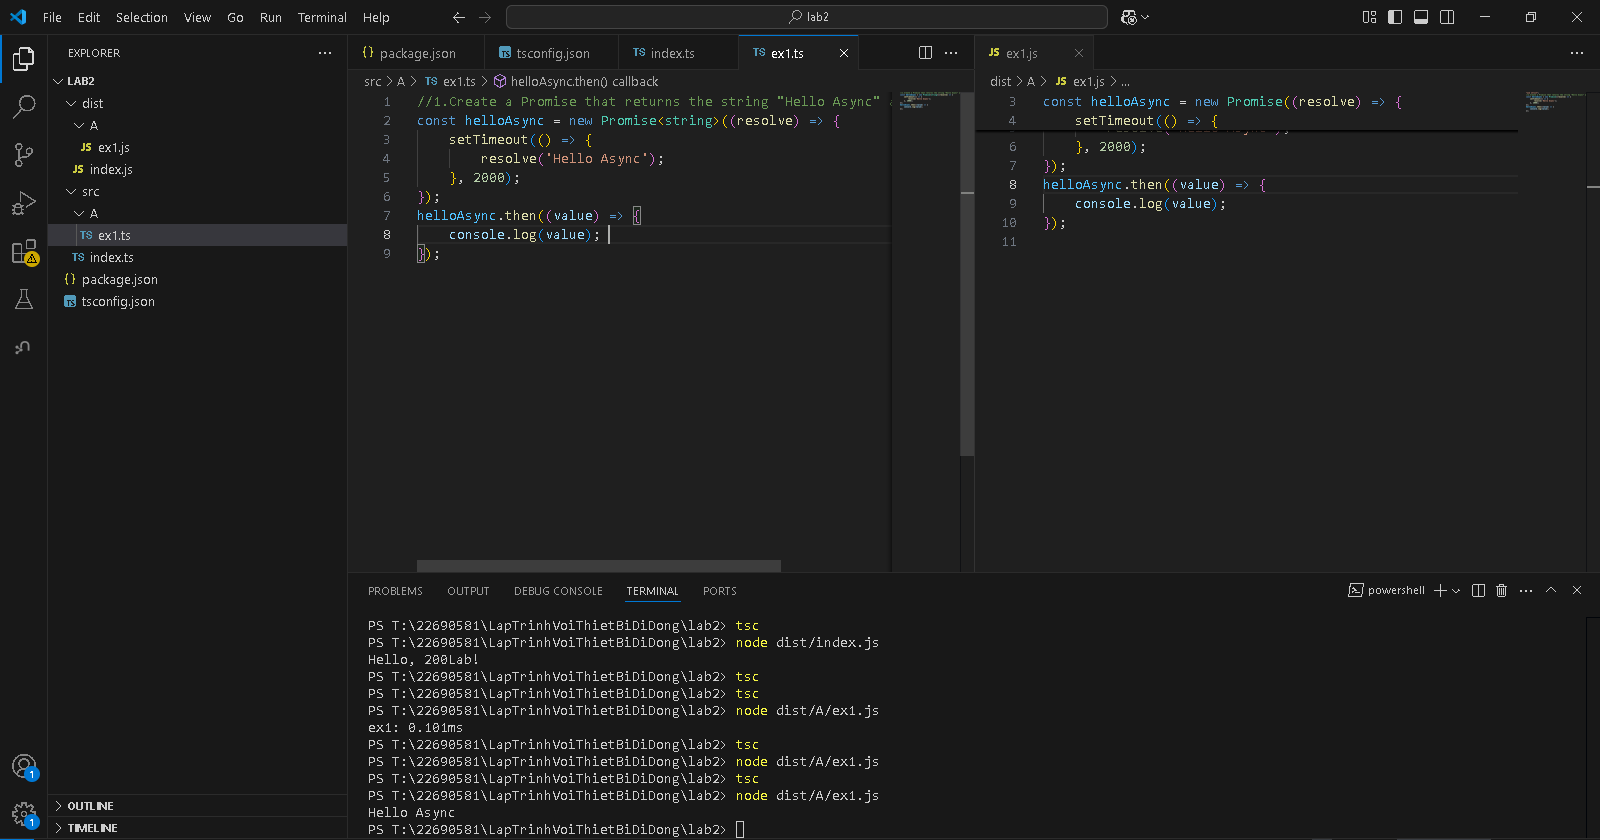 File Edit Selection View Go Run Terminal Help
lab2
EXPLORER
LAB2
dist
A
JS ex1.js
JS index.js
src
A
TS ex1.ts
TS index.ts
{} package.json
TS tsconfig.json
OUTLINE
TIMELINE
1
1
{} package.json
TS tsconfig.json
TS index.ts
TS ex1.ts
src > A > TS ex1.ts > helloAsync.then() callback
1 //1.Create a Promise that returns the string "Hello Async"
2 const helloAsync = new Promise<string>((resolve) => {
3 setTimeout(() => {
4 resolve('Hello Async');
5 }, 2000);
6 });
7 helloAsync.then((value) => {
8 console.log(value);
9 });
JS ex1.js
dist > A > JS ex1.js > ...
3 const helloAsync = new Promise((resolve) => {
4 setTimeout(() => {
6 }, 2000);
7 });
8 helloAsync.then((value) => {
9 console.log(value);
10 });
11
PROBLEMS OUTPUT DEBUG CONSOLE TERMINAL PORTS
powershell
PS T:\22690581\LapTrinhVoiThietBiDiDong\lab2> tsc
PS T:\22690581\LapTrinhVoiThietBiDiDong\lab2> node dist/index.js
Hello, 200Lab!
PS T:\22690581\LapTrinhVoiThietBiDiDong\lab2> tsc
PS T:\22690581\LapTrinhVoiThietBiDiDong\lab2> tsc
PS T:\22690581\LapTrinhVoiThietBiDiDong\lab2> node dist/A/ex1.js
ex1: 0.101ms
PS T:\22690581\LapTrinhVoiThietBiDiDong\lab2> tsc
PS T:\22690581\LapTrinhVoiThietBiDiDong\lab2> node dist/A/ex1.js
PS T:\22690581\LapTrinhVoiThietBiDiDong\lab2> tsc
PS T:\22690581\LapTrinhVoiThietBiDiDong\lab2> node dist/A/ex1.js
Hello Async
PS T:\22690581\LapTrinhVoiThietBiDiDong\lab2>